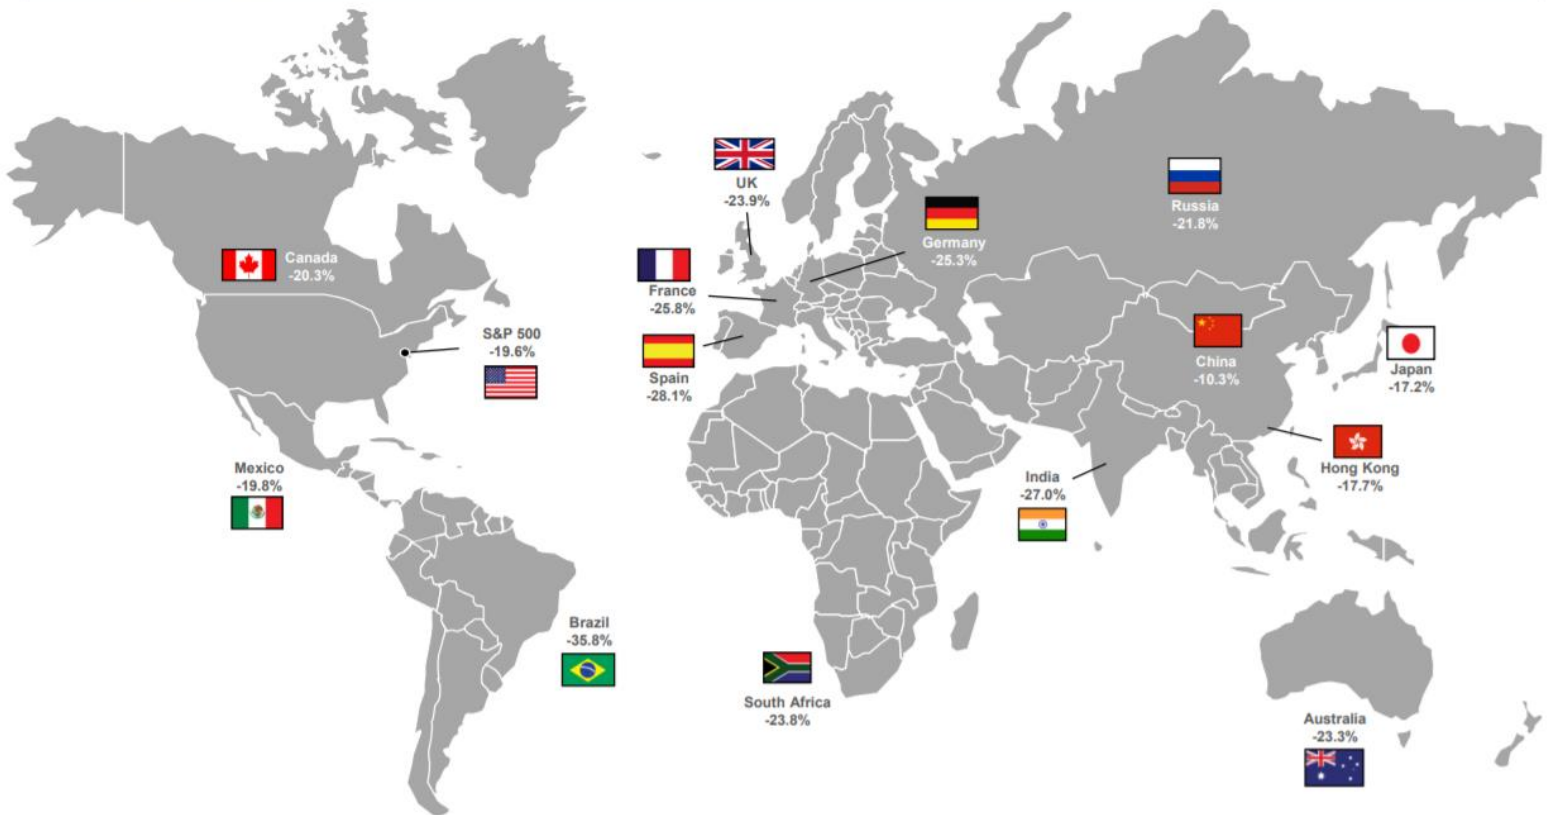 UK
-23.9%
Russia
-21.8%
Germany
-25.3%
Canada
-20.3%
France
-25.8%
S&P 500
-19.6%
Spain
-28.1%
China
-10.3%
Japan
-17.2%
Mexico
-19.8%
India
-27.0%
Hong Kong
-17.7%
Brazil
-35.8%
South Africa
-23.8%
Australia
-23.3%